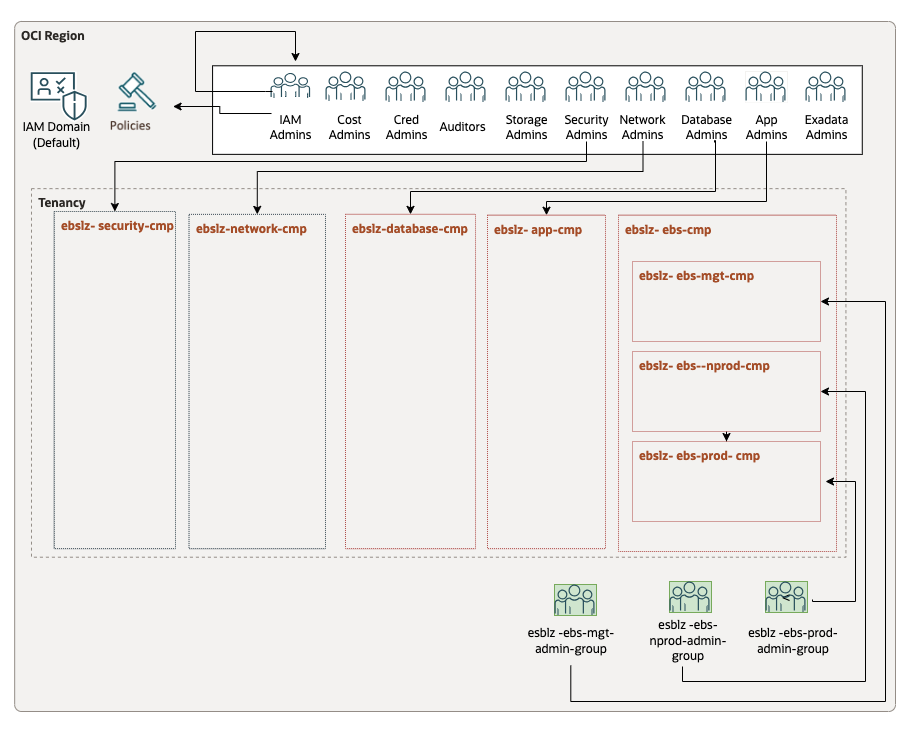 OCI Region
IAM Domain
(Default)
Policies
IAM
Admins
Cost
Admins
Cred
Admins
Auditors
Storage
Admins
Security
Admins
Network
Admins
Database
Admins
App
Admins
Exadata
Admins
Tenancy
ebslz- security-cmp
ebslz-network-cmp
ebslz-database-cmp
ebslz- app-cmp
ebslz- ebs-cmp
ebslz- ebs-mgt-cmp
ebslz- ebs--nprod-cmp
ebslz- ebs-prod- cmp
esblz -ebs-mgt-
admin-group
esblz -ebs-
nprod-admin-
group
esblz -ebs-prod-
admin-group